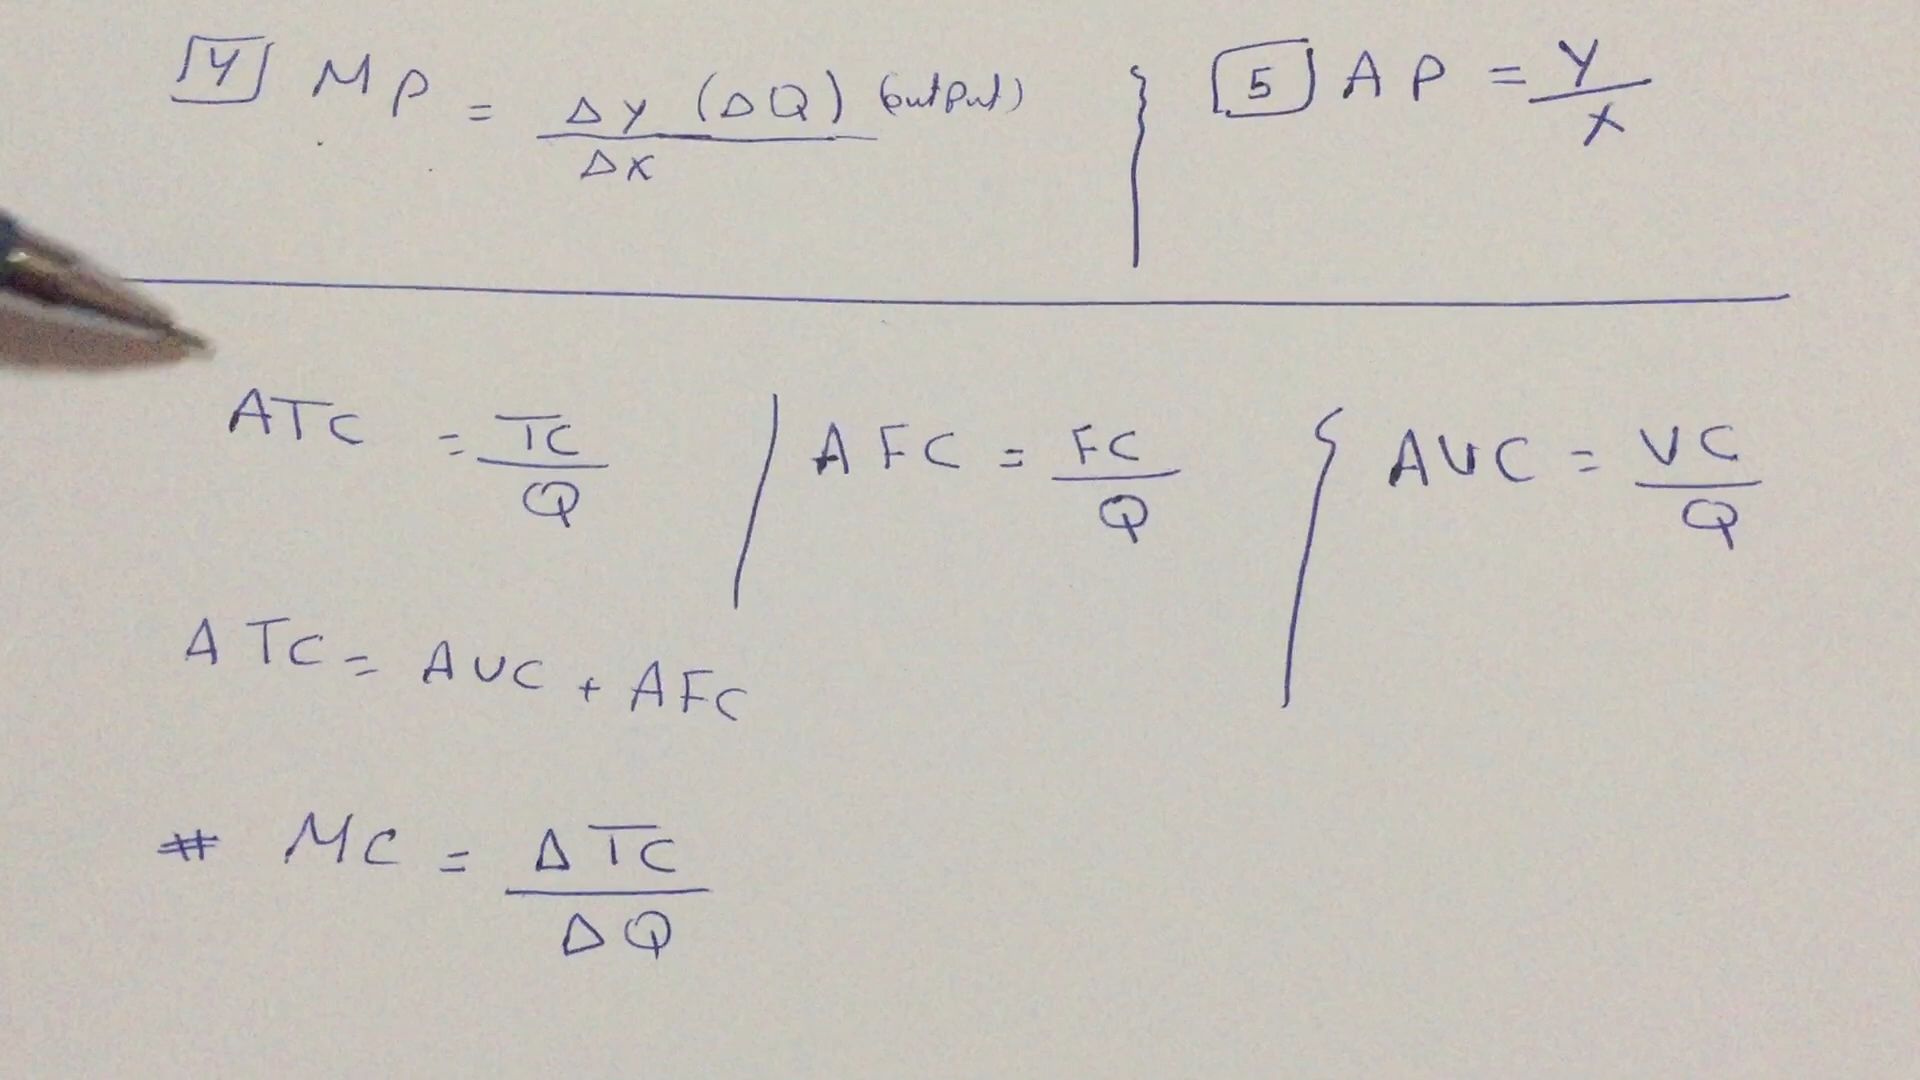 4 MP = ΔY (ΔQ) (output) / ΔX
5 AP = Y / X
ATC = TC / Q
AFC = FC / Q
AVC = VC / Q
ATC = AVC + AFC
# MC = ΔTC / ΔQ